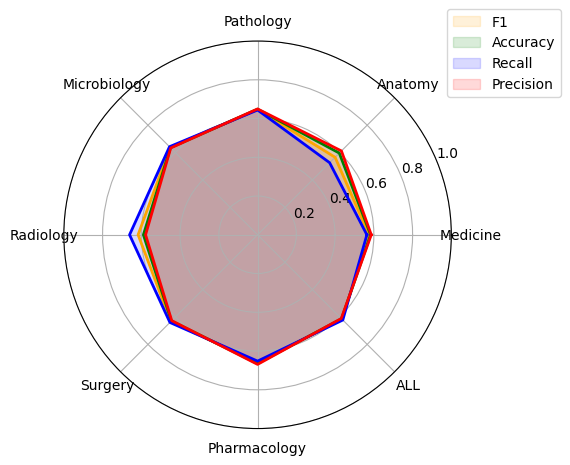 F1
Accuracy
Recall
Precision
Pathology
Microbiology
Anatomy
1.0
0.8
0.6
0.4
0.2
Radiology
Medicine
Surgery
ALL
Pharmacology